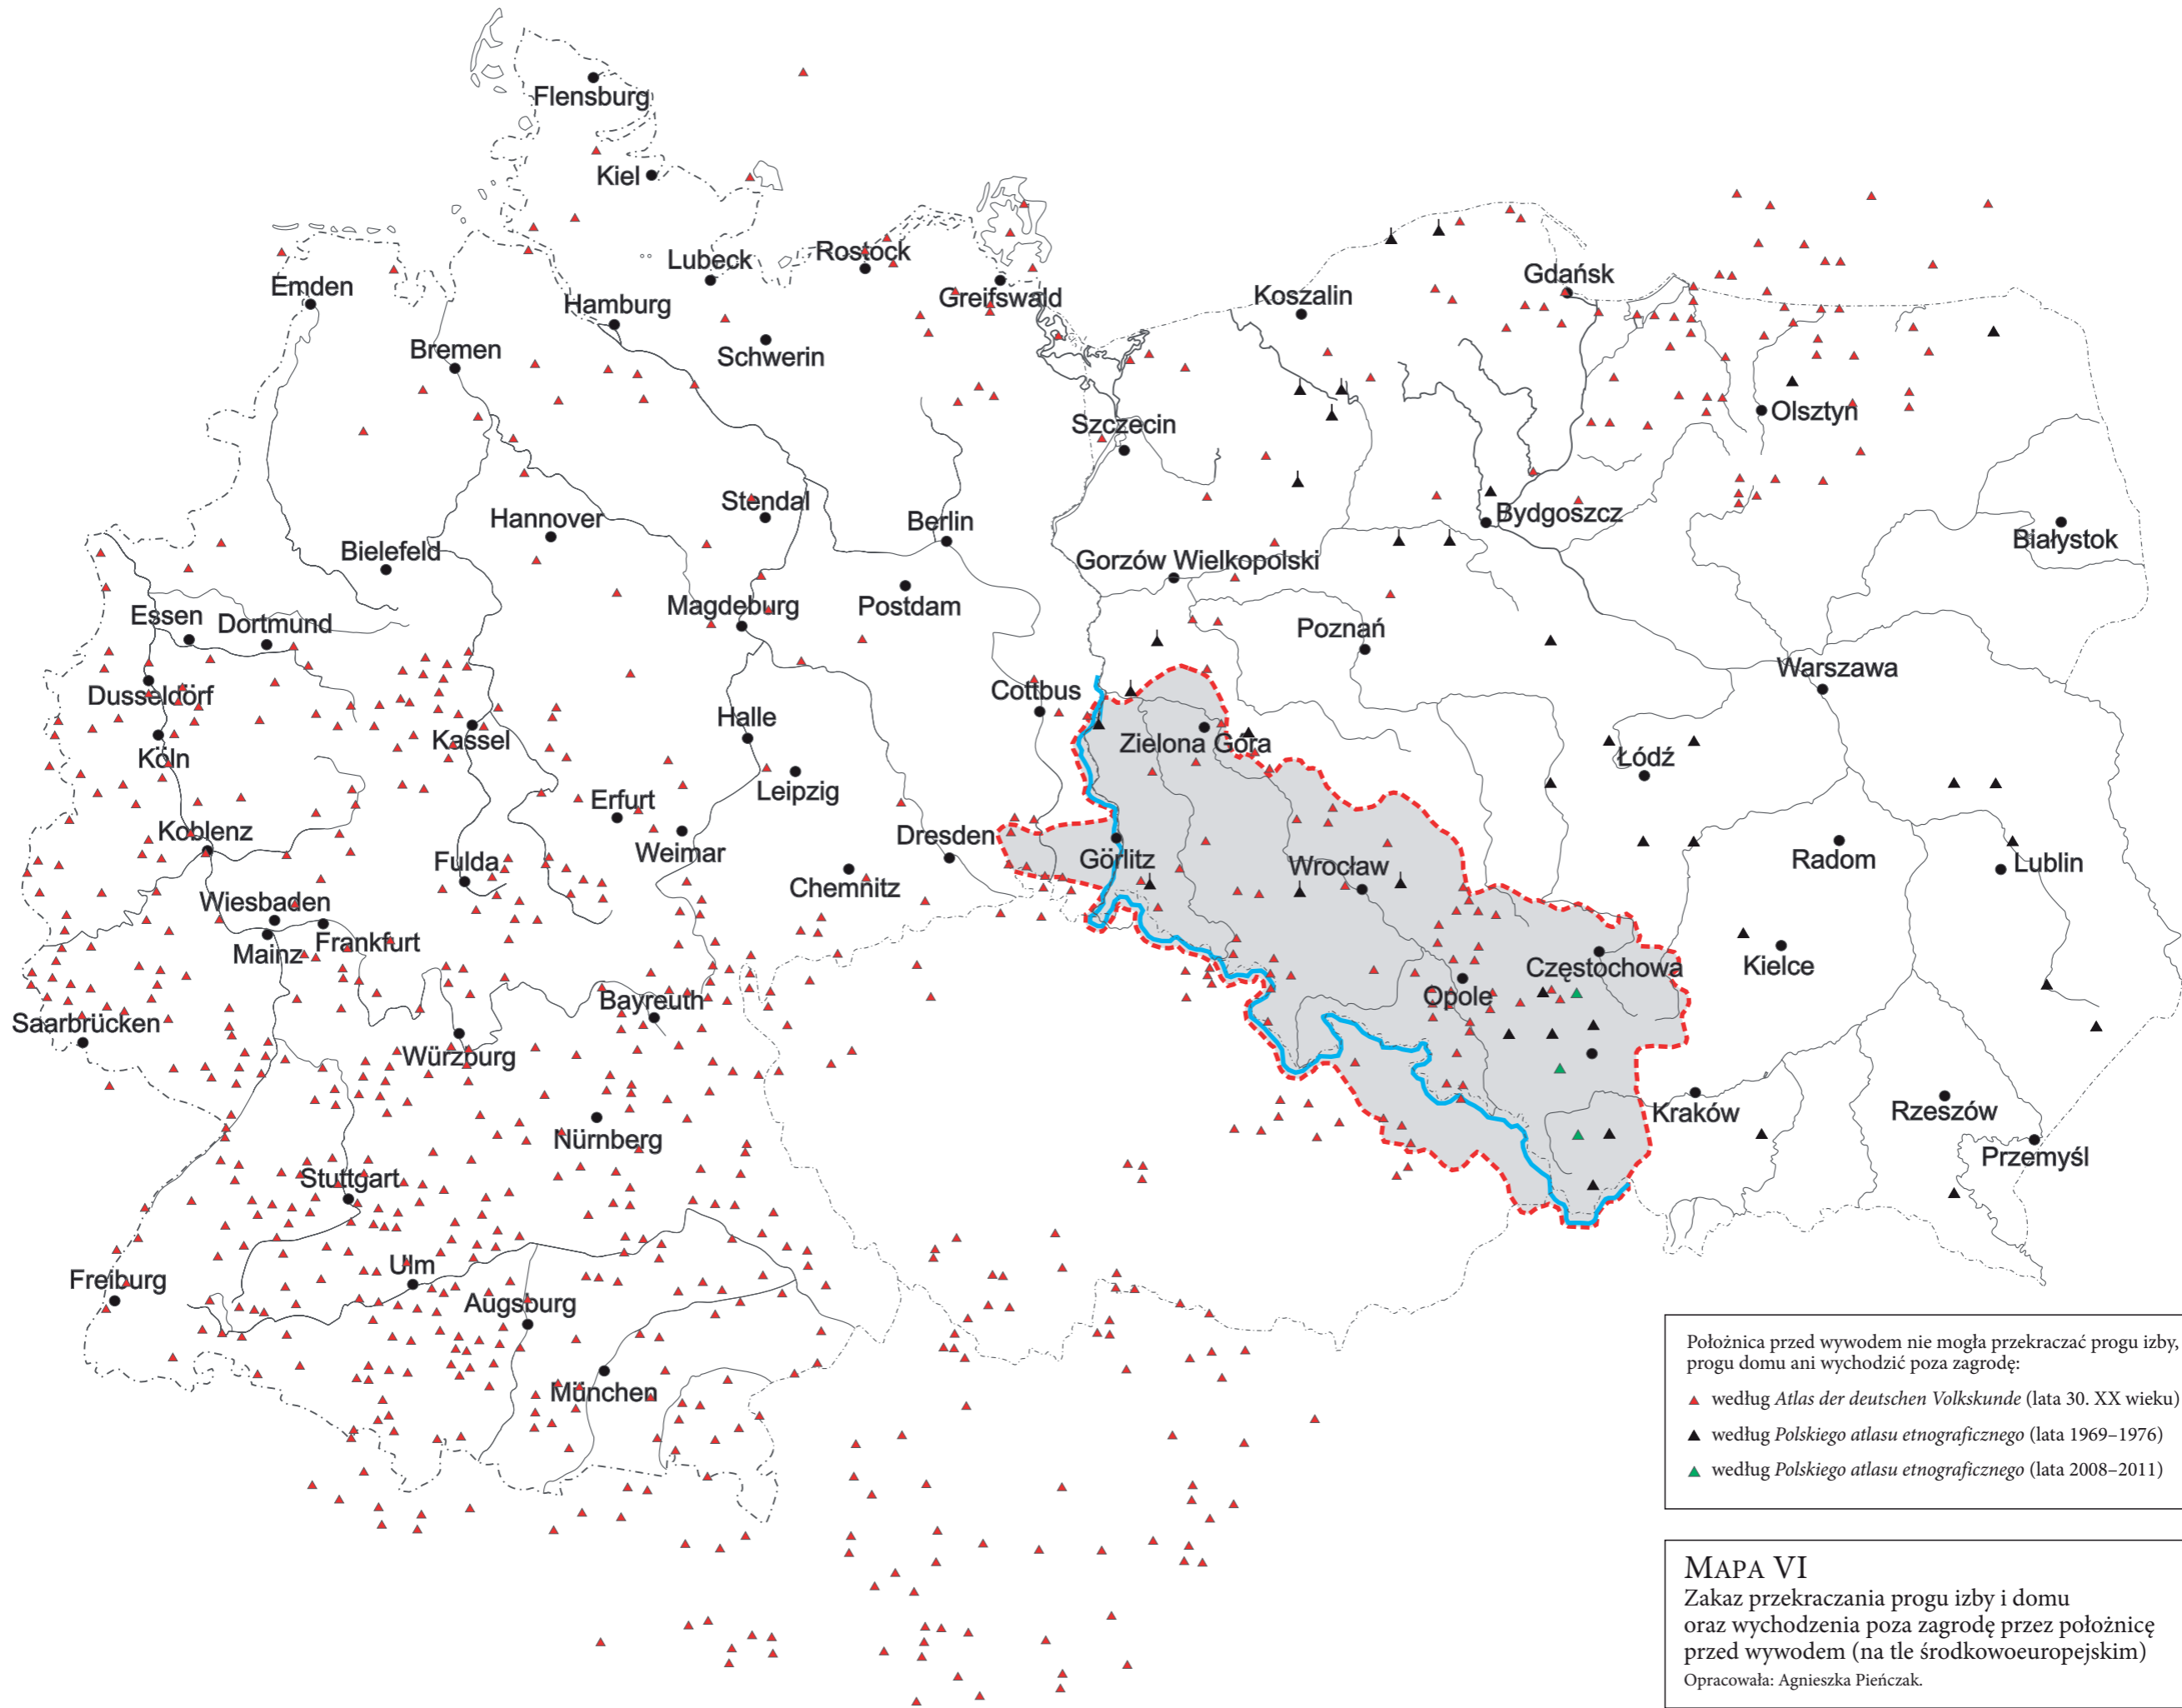 Flensburg
Kiel
Lubeck
Rostock
Greifswald
Emden
Hamburg
Schwerin
Bremen
Koszalin
Gdańsk
Szczecin
Olsztyn
Stendal
Hannover
Berlin
Bydgoszcz
Białystok
Bielefeld
Gorzów Wielkopolski
Magdeburg
Postdam
Essen
Dortmund
Poznań
Warszawa
Dusseldorf
Cottbus
Halle
Kassel
Zielona Góra
Köln
Łódź
Leipzig
Erfurt
Koblenz
Dresden
Weimar
Fulda
Görlitz
Wrocław
Radom
Lublin
Chemnitz
Wiesbaden
Frankfurt
Mainz
Częstochowa
Kielce
Opole
Bayreuth
Saarbrücken
Würzburg
Kraków
Rzeszów
Nürnberg
Przemyśl
Stuttgart
Ulm
Freiburg
Augsburg
München
Położnica przed wywodem nie mogła przekraczać progu izby,
progu domu ani wychodzić poza zagrodę:
według Atlas der deutschen Volkskunde (lata 30. XX wieku)
według Polskiego atlasu etnograficznego (lata 1969–1976)
według Polskiego atlasu etnograficznego (lata 2008–2011)
MAPA VI
Zakaz przekraczania progu izby i domu
oraz wychodzenia poza zagrodę przez położnicę
przed wywodem (na tle środkowoeuropejskim)
Opracowała: Agnieszka Pieńczak.